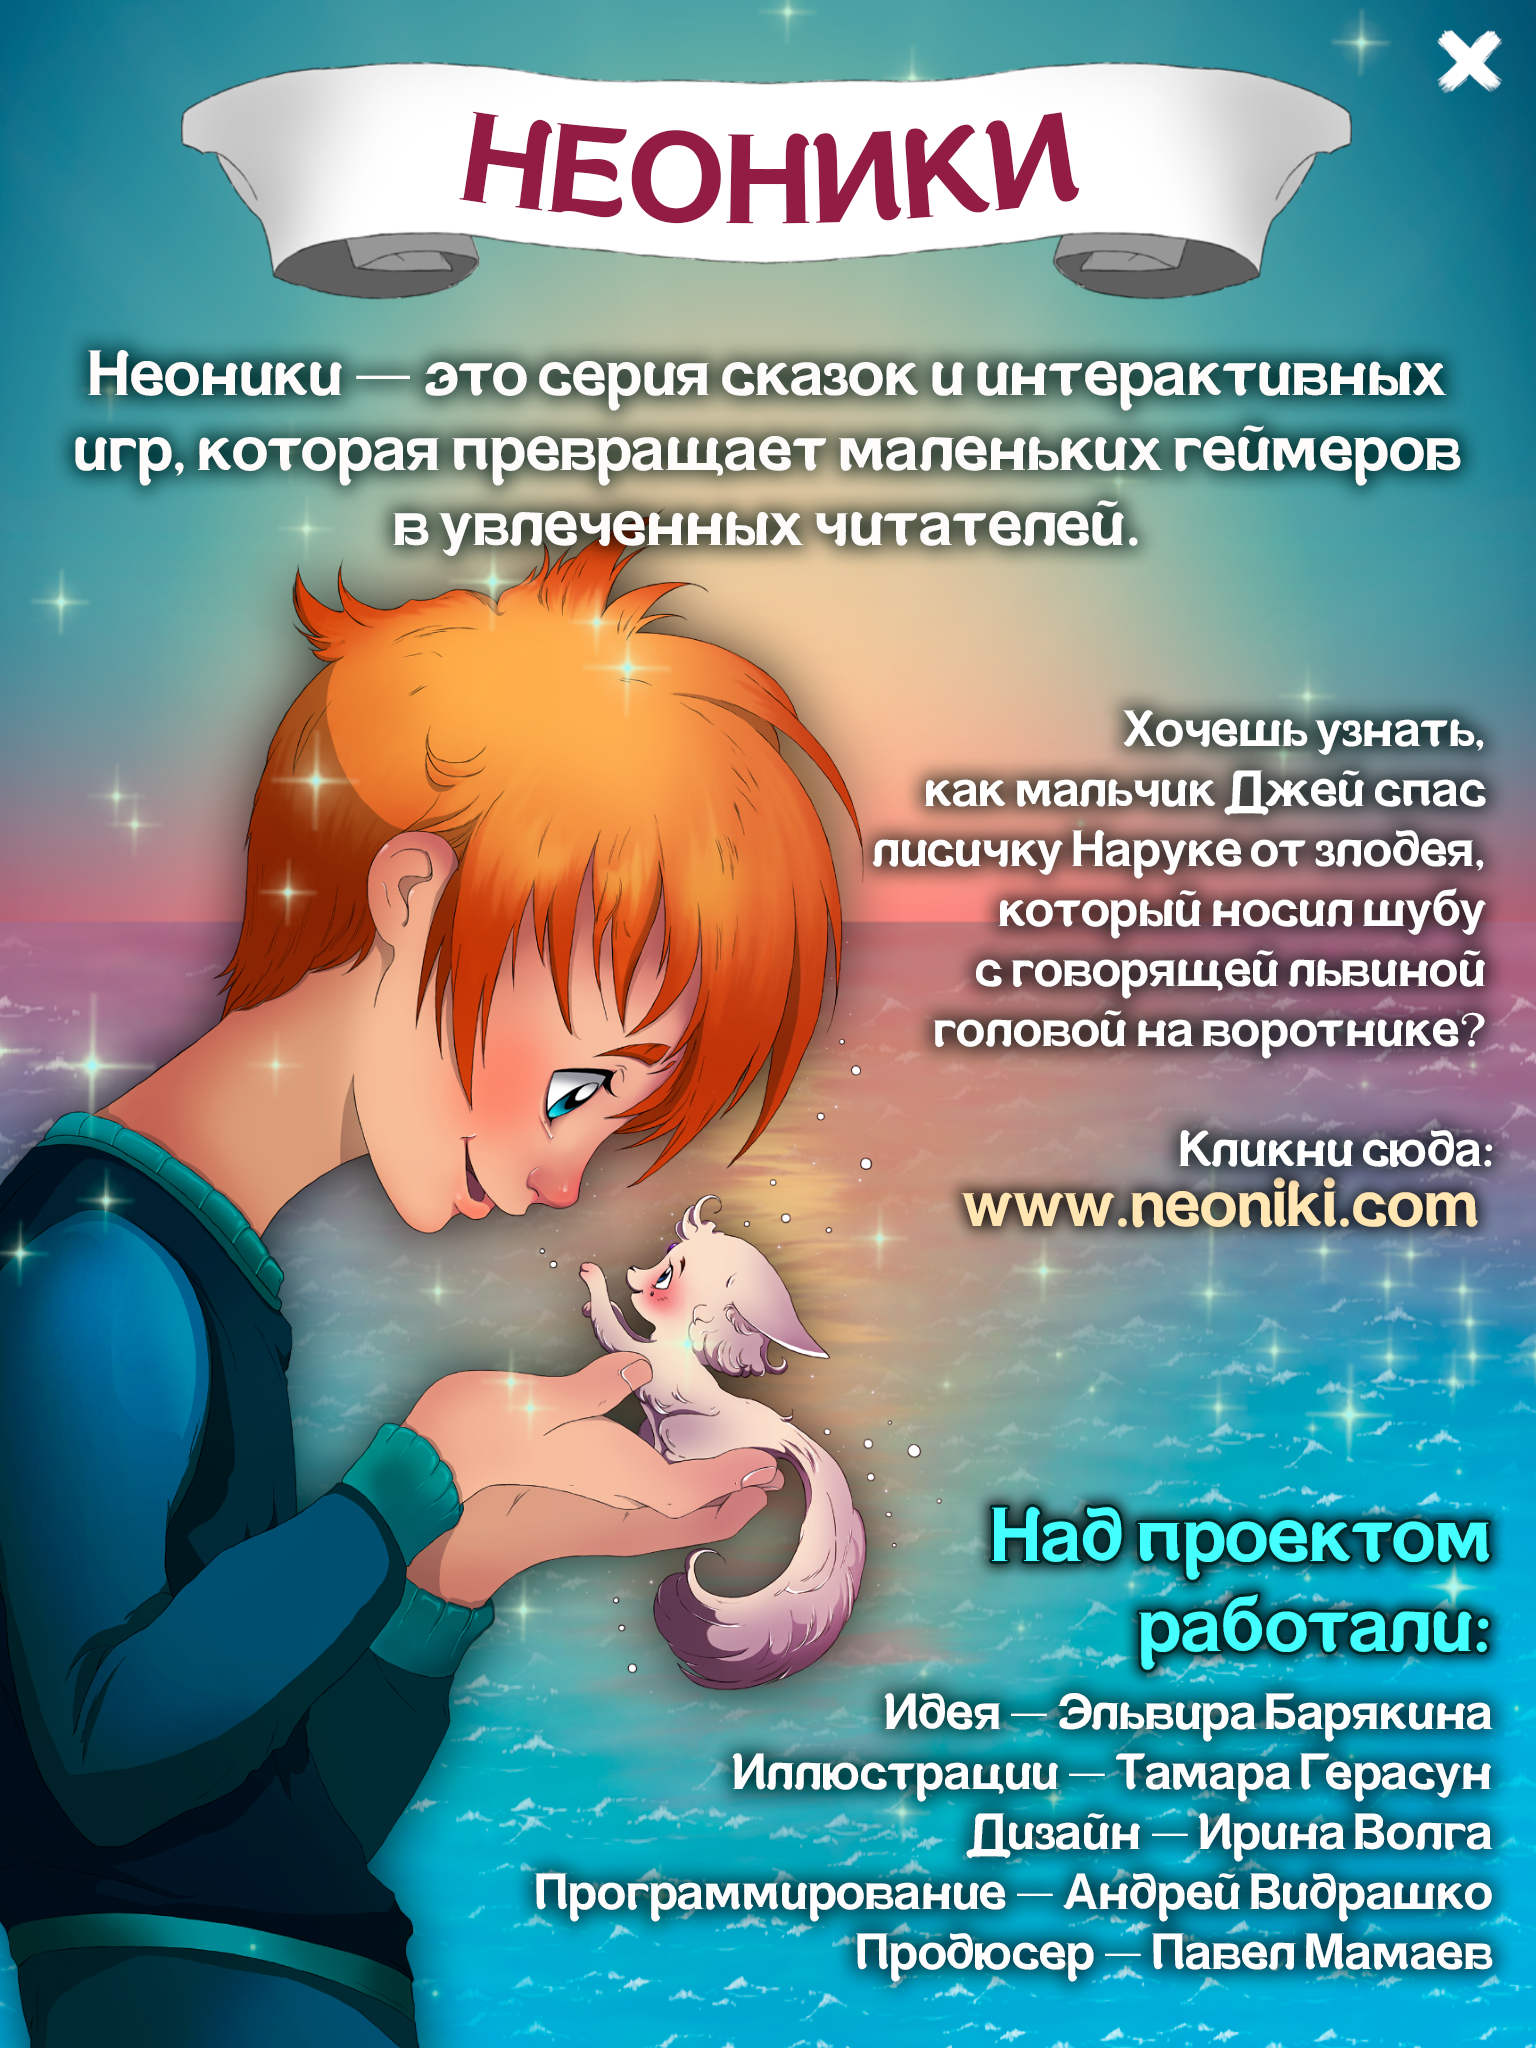 НЕОНИКИ
Неоники — это серия сказок и интерактивных
игр, которая превращает маленьких геймеров
в увлеченных читателей.
Хочешь узнать,
как мальчик Джей спас
лисичку Наруке от злодея,
который носил шубу
с говорящей львиной
головой на воротнике?
Кликни сюда:
www.neoniki.com
Над проектом
работали:
Идея — Эльвира Барякина
Иллюстрации — Тамара Герасун
Дизайн — Ирина Волга
Программирование — Андрей Видрашко
Продюсер — Павел Мамаев